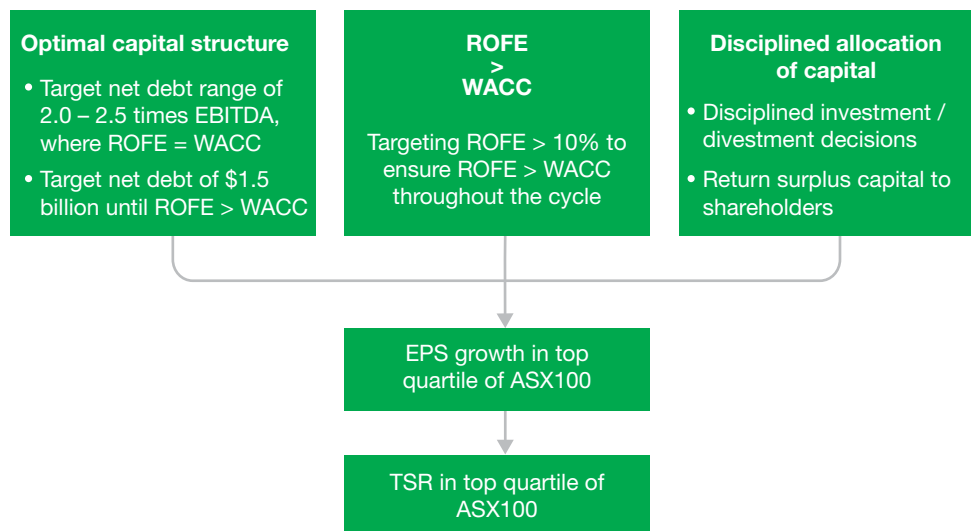 Optimal capital structure
• Target net debt range of
2.0 – 2.5 times EBITDA,
where ROFE = WACC
• Target net debt of $1.5
billion until ROFE > WACC
ROFE
>
WACC
Targeting ROFE > 10% to
ensure ROFE > WACC
throughout the cycle
Disciplined allocation
of capital
• Disciplined investment /
divestment decisions
• Return surplus capital to
shareholders
EPS growth in top
quartile of ASX100
TSR in top quartile of
ASX100